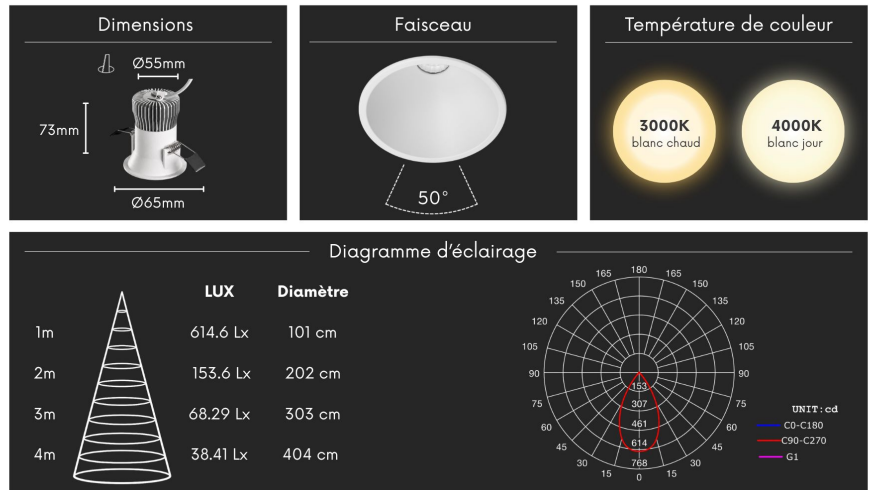 Dimensions
Ø55mm
73mm
Ø65mm
Faisceau
50°
Température de couleur
3000K
blanc chaud
4000K
blanc jour
Diagramme d'éclairage
LUX Diamètre
1m 614.6 Lx 101 cm
2m 153.6 Lx 202 cm
3m 68.29 Lx 303 cm
4m 38.41 Lx 404 cm
165 180 165
150 150
135 135
120 120
105 105
90 90
75 75
60 60
45 45
30 30
15 0 15
153
307
461
614
768
UNIT:cd
C0-C180
C90-C270
G1